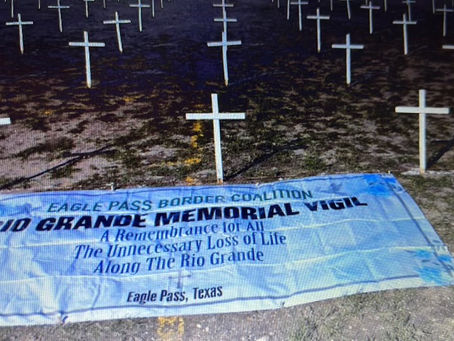 EAGLE PASS BORDER COALITION
IO GRANDE MEMORIAL VIGIL
A Remembrance for All
The Unnecessary Loss of Life
Along The Rio Grande
Eagle Pass, Texas